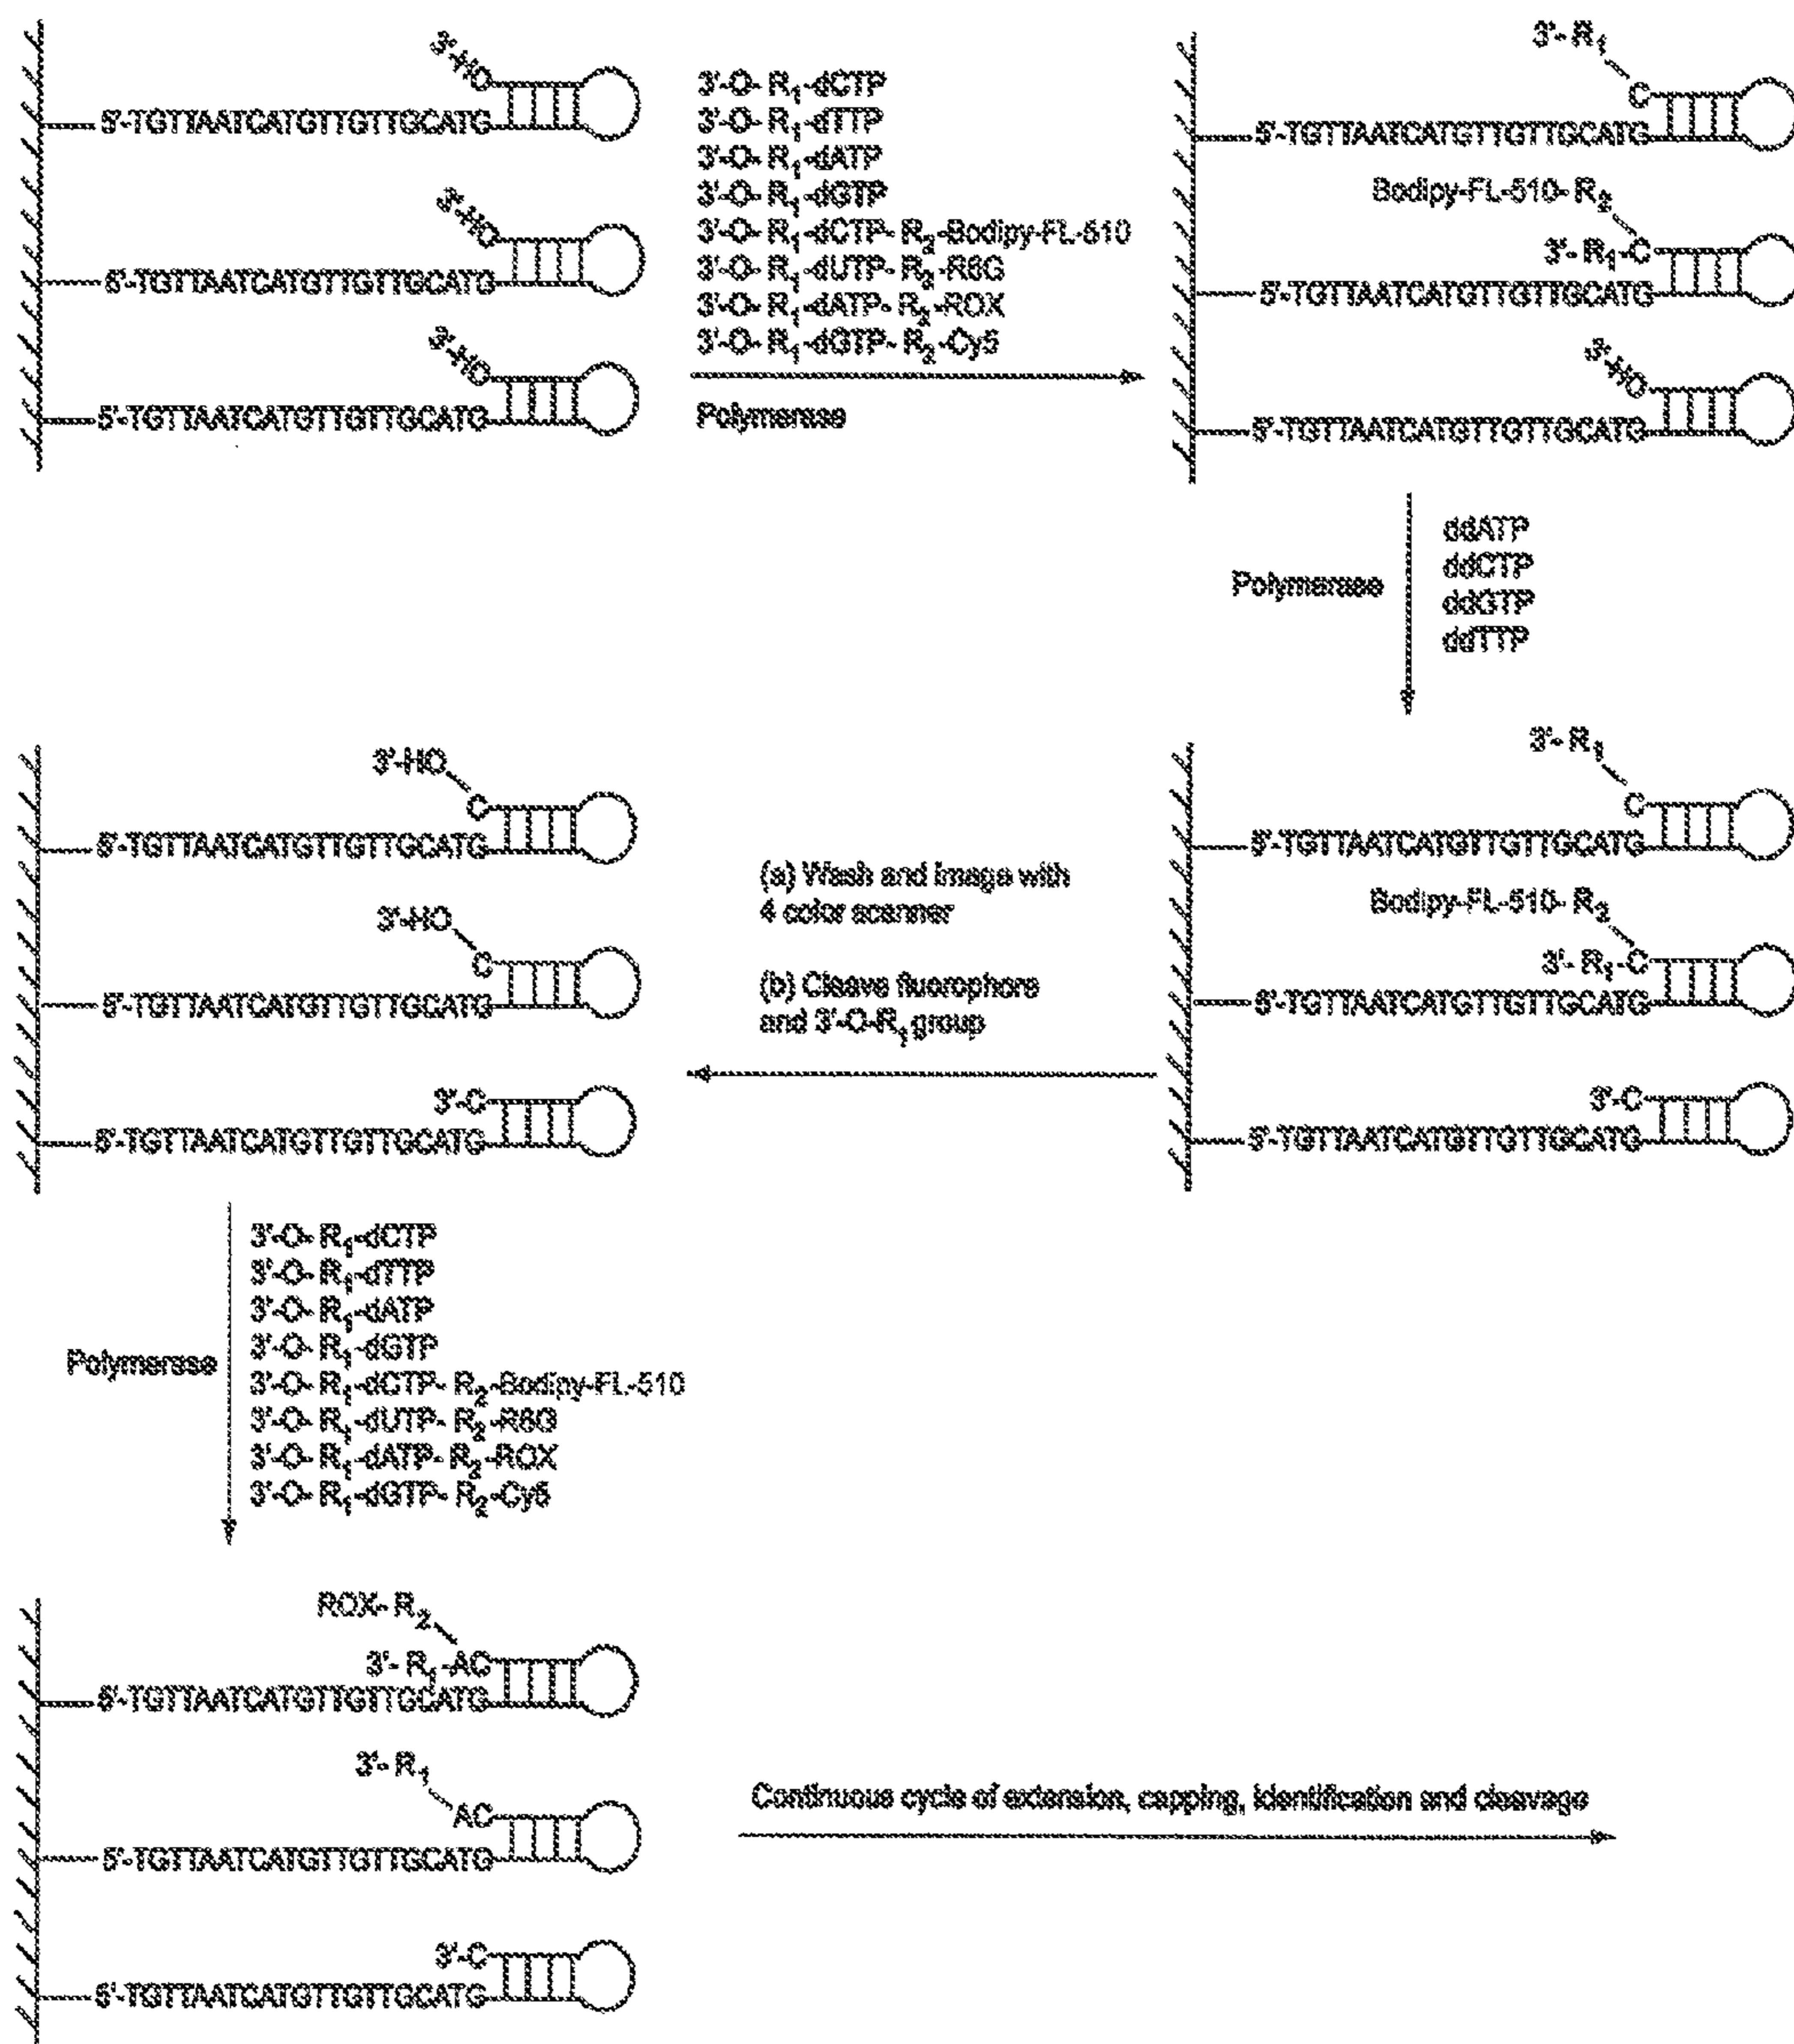 3'-HO
5'-TGTTAATCATGTTGTTGCATG
3'-HO
5'-TGTTAATCATGTTGTTGCATG
3'-HO
5'-TGTTAATCATGTTGTTGCATG
3'-O- R1-dCTP
3'-O- R1-dTTP
3'-O- R1-dATP
3'-O- R1-dGTP
3'-O- R1-dCTP- R2-Bodipy-FL-510
3'-O- R1-dUTP- R2-R6G
3'-O- R1-dATP- R2-ROX
3'-O- R1-dGTP- R2-Cy5
Polymerase
3'- R1
C
5'-TGTTAATCATGTTGTTGCATG
Bodipy-FL-510- R2
3'- R1-C
5'-TGTTAATCATGTTGTTGCATG
3'-HO
5'-TGTTAATCATGTTGTTGCATG
Polymerase
ddATP
ddCTP
ddGTP
ddTTP
3'- R1
C
5'-TGTTAATCATGTTGTTGCATG
Bodipy-FL-510- R2
3'- R1-C
5'-TGTTAATCATGTTGTTGCATG
3'-C
5'-TGTTAATCATGTTGTTGCATG
(a) Wash and image with
4 color scanner
(b) Cleave fluorophore
and 3'-O-R1 group
3'-HO
C
5'-TGTTAATCATGTTGTTGCATG
3'-HO
C
5'-TGTTAATCATGTTGTTGCATG
3'-C
5'-TGTTAATCATGTTGTTGCATG
Polymerase
3'-O- R1-dCTP
3'-O- R1-dTTP
3'-O- R1-dATP
3'-O- R1-dGTP
3'-O- R1-dCTP- R2-Bodipy-FL-510
3'-O- R1-dUTP- R2-R6G
3'-O- R1-dATP- R2-ROX
3'-O- R1-dGTP- R2-Cy5
ROX- R2
3'- R1-AC
5'-TGTTAATCATGTTGTTGCATG
3'- R1
AC
5'-TGTTAATCATGTTGTTGCATG
3'-C
5'-TGTTAATCATGTTGTTGCATG
Continuous cycle of extension, capping, identification and cleavage